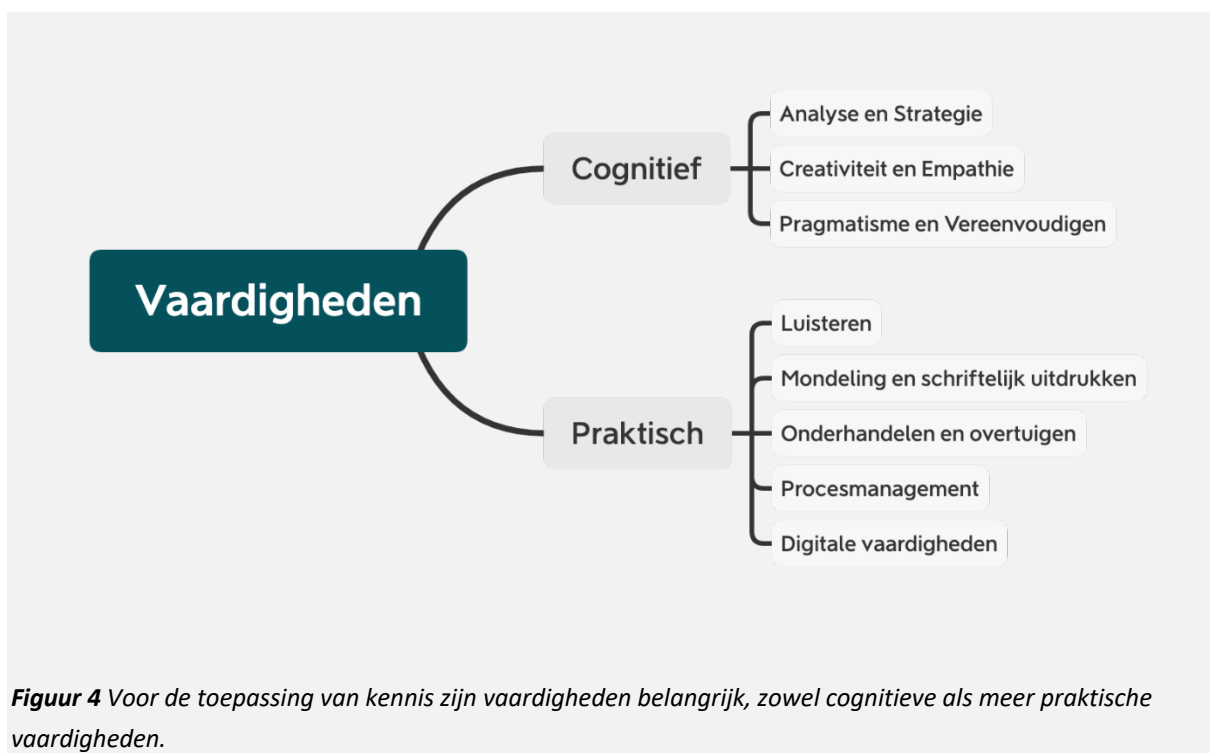 Vaardigheden
Cognitief
Analyse en Strategie
Creativiteit en Empathie
Pragmatisme en Vereenvoudigen
Praktisch
Luisteren
Mondeling en schriftelijk uitdrukken
Onderhandelen en overtuigen
Procesmanagement
Digitale vaardigheden
Figuur 4 Voor de toepassing van kennis zijn vaardigheden belangrijk, zowel cognitieve als meer praktische
vaardigheden.